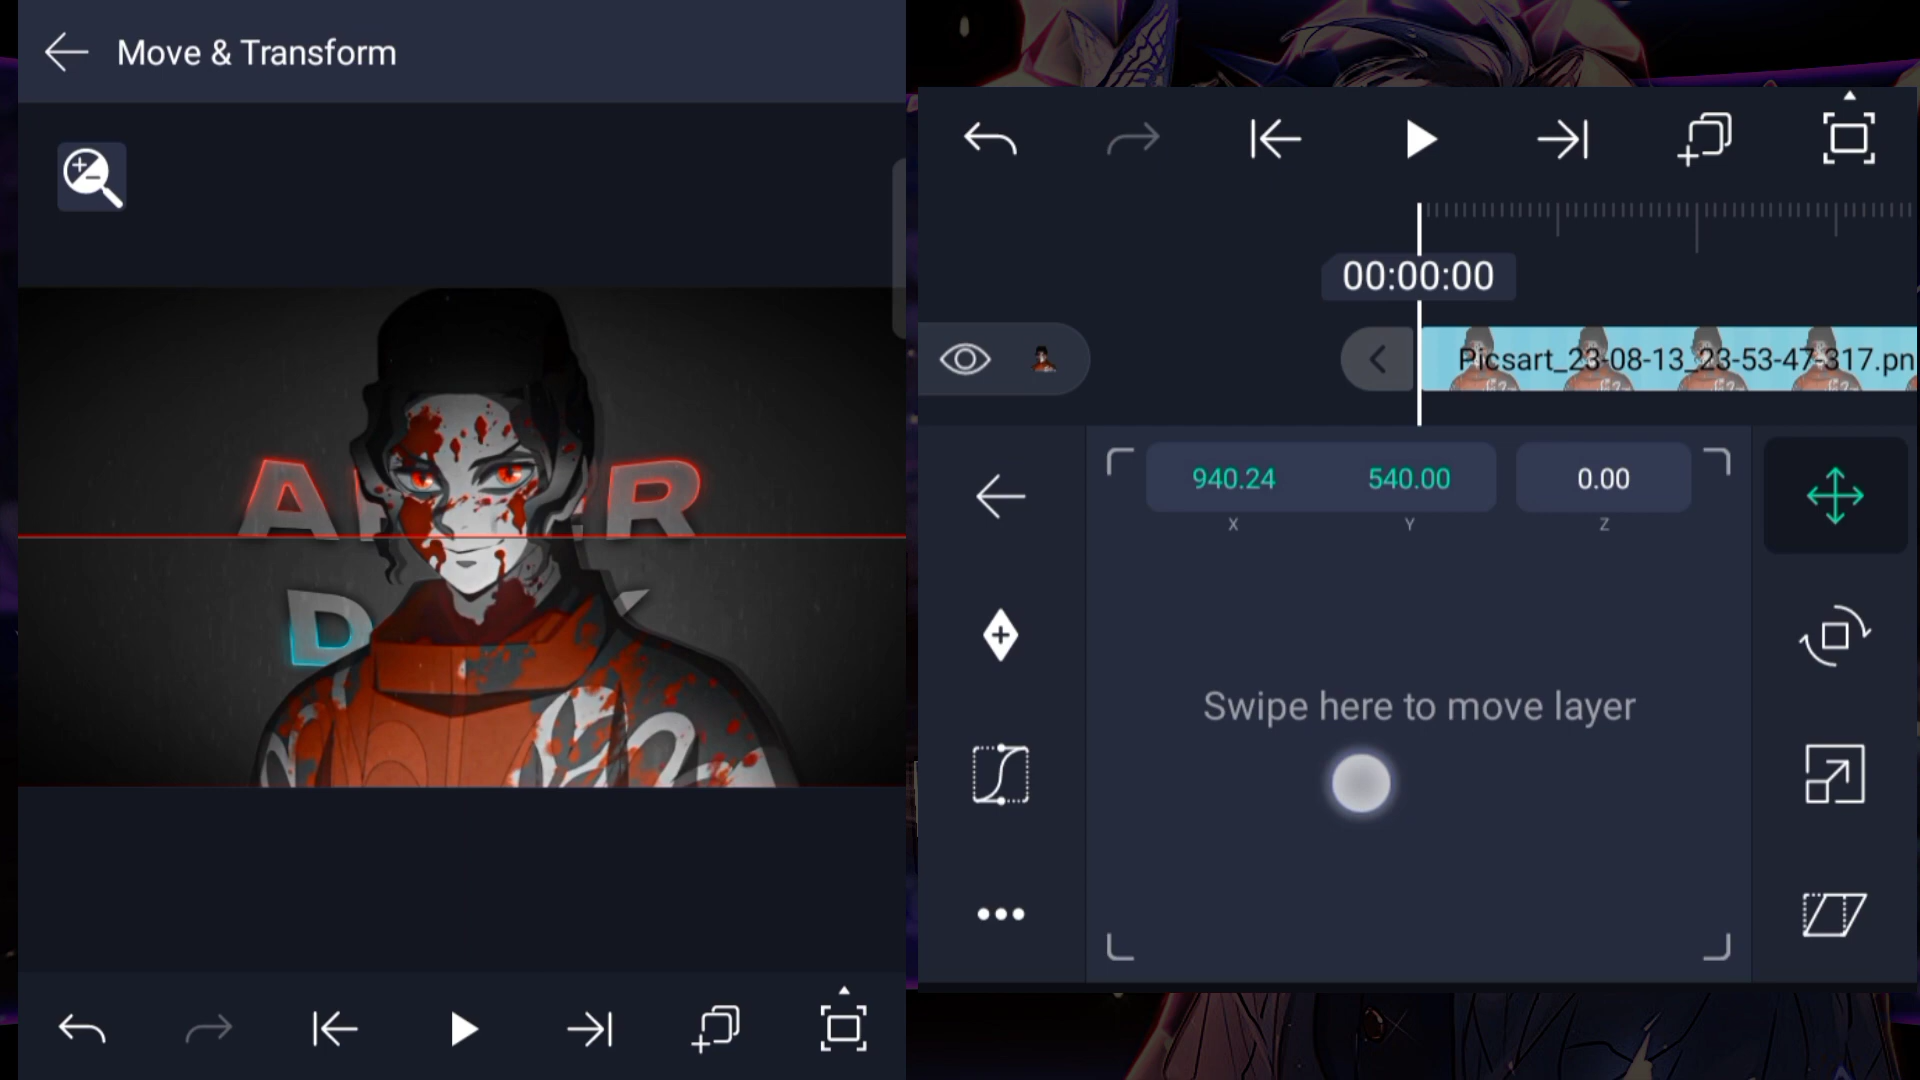 Move & Transform
A R
D
00:00:00
Picsart_23-08-13_23-53-47-317.pn
940.24 540.00 0.00
X Y Z
Swipe here to move layer